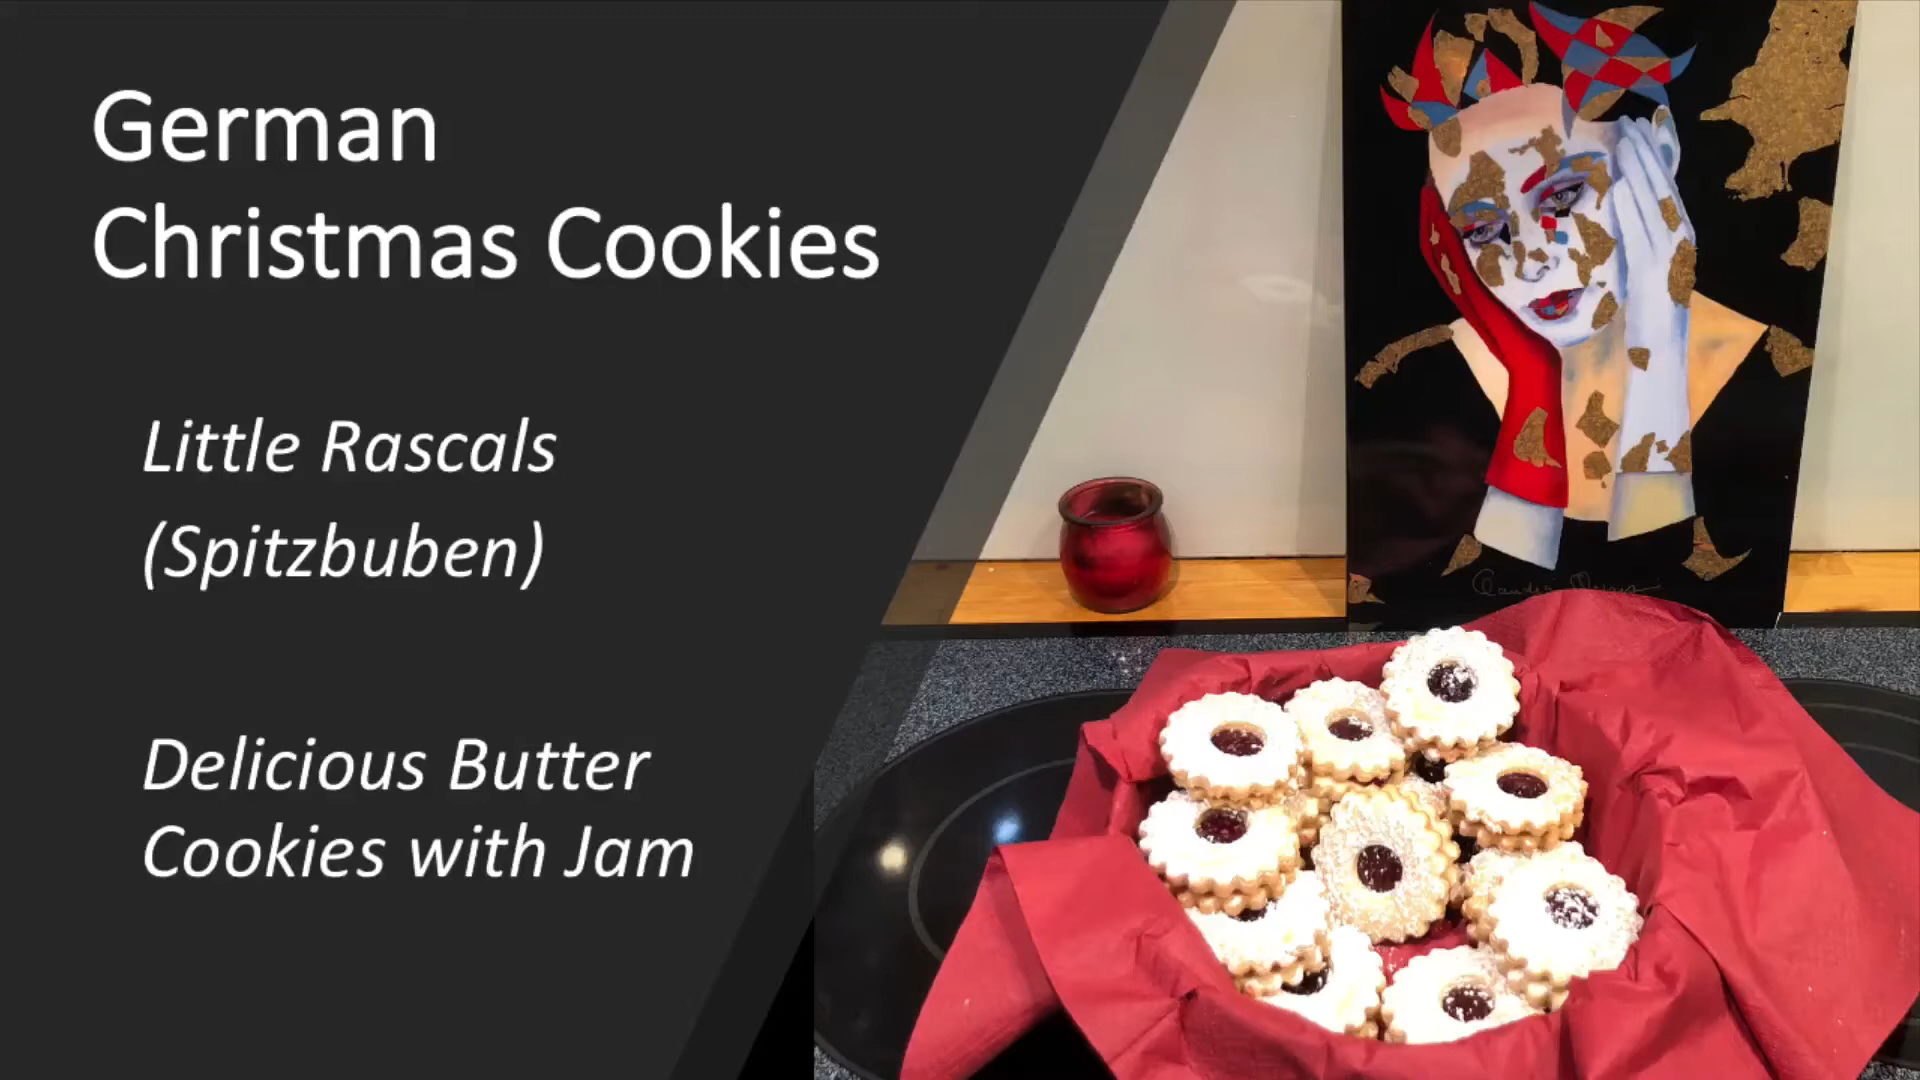 German
Christmas Cookies
Little Rascals
(Spitzbuben)
Delicious Butter
Cookies with Jam